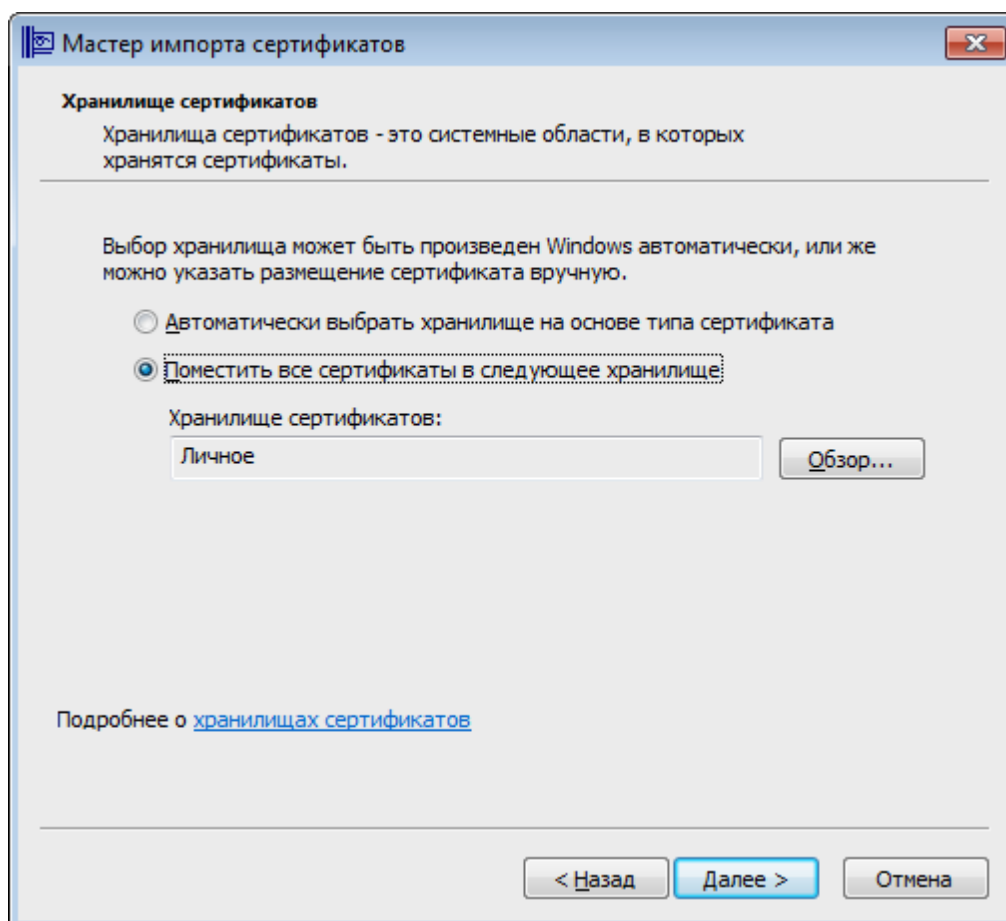 Мастер импорта сертификатов
Хранилище сертификатов
Хранилища сертификатов - это системные области, в которых
хранятся сертификаты.
Выбор хранилища может быть произведен Windows автоматически, или же
можно указать размещение сертификата вручную.
Автоматически выбрать хранилище на основе типа сертификата
Поместить все сертификаты в следующее хранилище
Хранилище сертификатов:
Личное
Обзор...
Подробнее о хранилищах сертификатов
< Назад
Далее >
Отмена